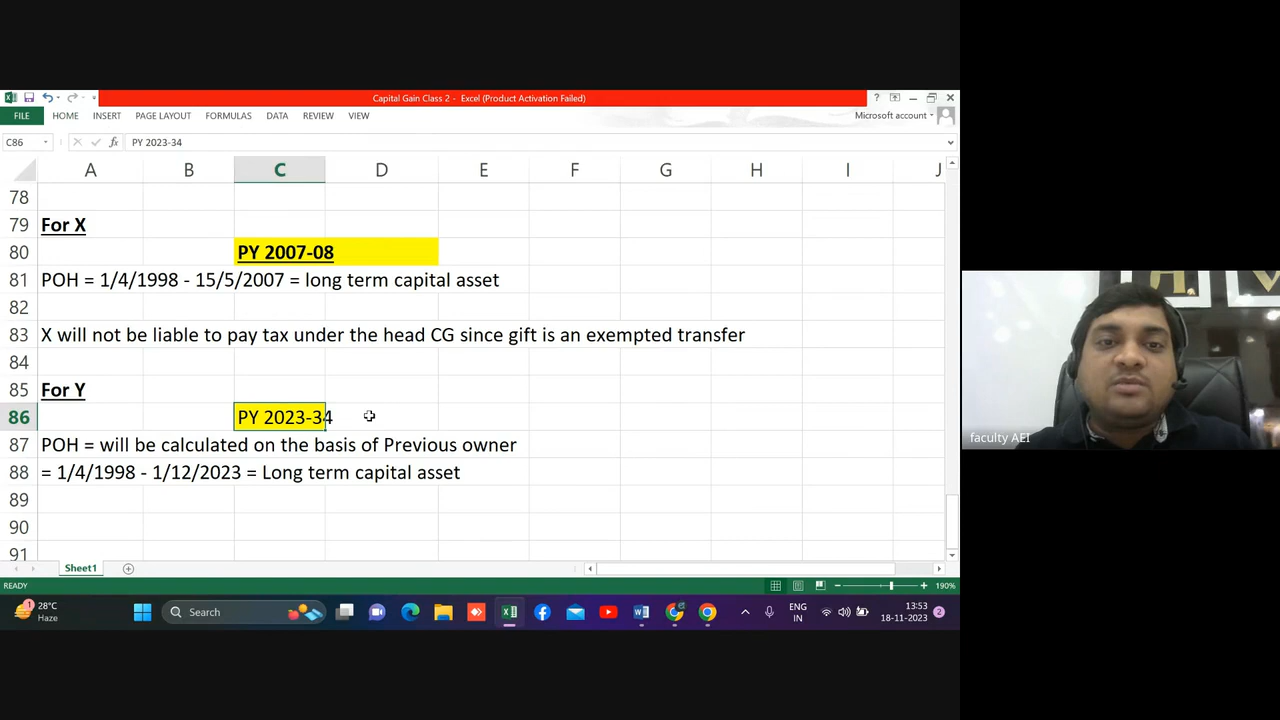 Capital Gain Class 2 - Excel (Product Activation Failed)
FILE HOME INSERT PAGE LAYOUT FORMULAS DATA REVIEW VIEW Microsoft account
C86 fx PY 2023-34
A B C D E F G H I J
78
79 For X
80 PY 2007-08
81 POH = 1/4/1998 - 15/5/2007 = long term capital asset
82
83 X will not be liable to pay tax under the head CG since gift is an exempted transfer
84
85 For Y
86 PY 2023-34
87 POH = will be calculated on the basis of Previous owner
88 = 1/4/1998 - 1/12/2023 = Long term capital asset
89
90
91
Sheet1
READY 190%
28°C
Haze
Search
ENG
IN
13:53
18-11-2023
2
1
faculty AEI